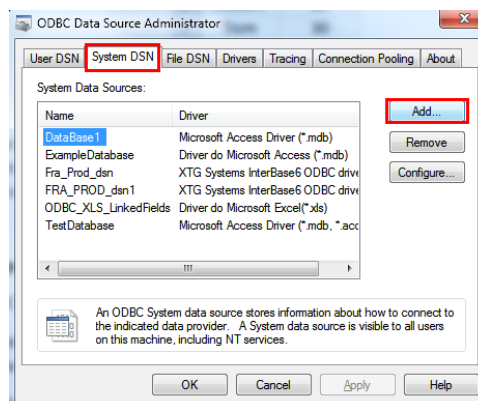 ODBC Data Source Administrator
User DSN System DSN File DSN Drivers Tracing Connection Pooling About
System Data Sources:
Name Driver
DataBase1 Microsoft Access Driver (*.mdb)
ExampleDatabase Driver do Microsoft Access (*.mdb)
Fra_Prod_dsn XTG Systems InterBase6 ODBC drive
FRA_PROD_dsn1 XTG Systems InterBase6 ODBC drive
ODBC_XLS_LinkedFields Driver do Microsoft Excel(*.xls)
TestDatabase Microsoft Access Driver (*.mdb, *.acc
Add...
Remove
Configure...
An ODBC System data source stores information about how to connect to
the indicated data provider. A System data source is visible to all users
on this machine, including NT services.
OK Cancel Apply Help